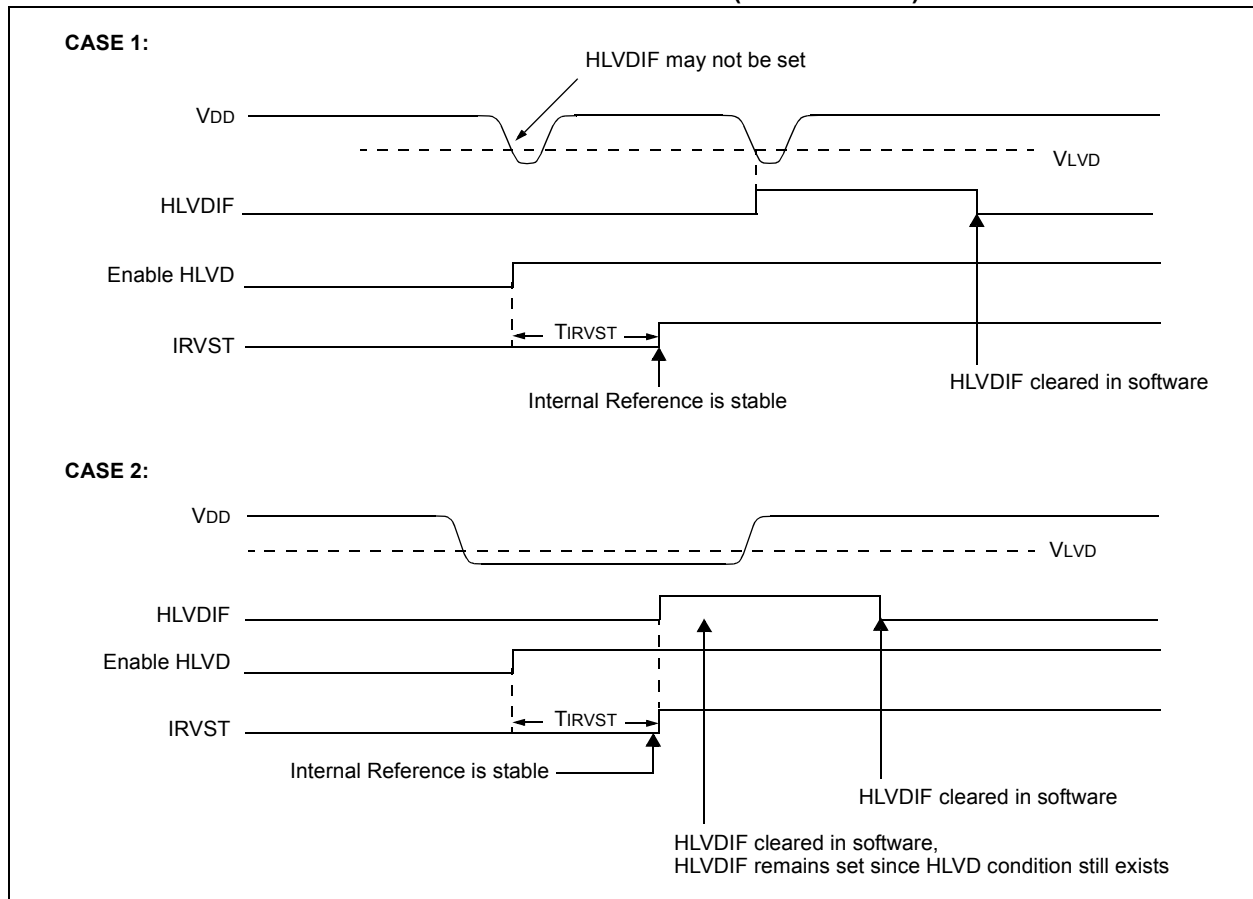 CASE 1:
HLVDIF may not be set
VDD
VLVD
HLVDIF
Enable HLVD
TIRVST
IRVST
HLVDIF cleared in software
Internal Reference is stable
CASE 2:
VDD
VLVD
HLVDIF
Enable HLVD
TIRVST
IRVST
Internal Reference is stable
HLVDIF cleared in software
HLVDIF cleared in software,
HLVDIF remains set since HLVD condition still exists